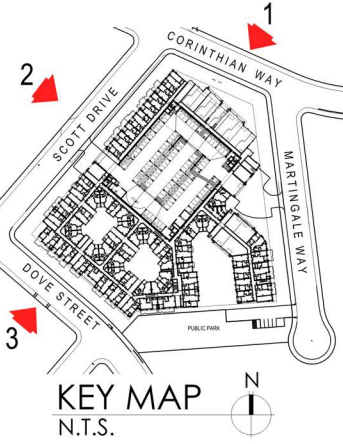 1
CORINTHIAN WAY
2
SCOTT DRIVE
MARTINGALE WAY
DOVE STREET
3
PUBLIC PARK
KEY MAP
N
N.T.S.